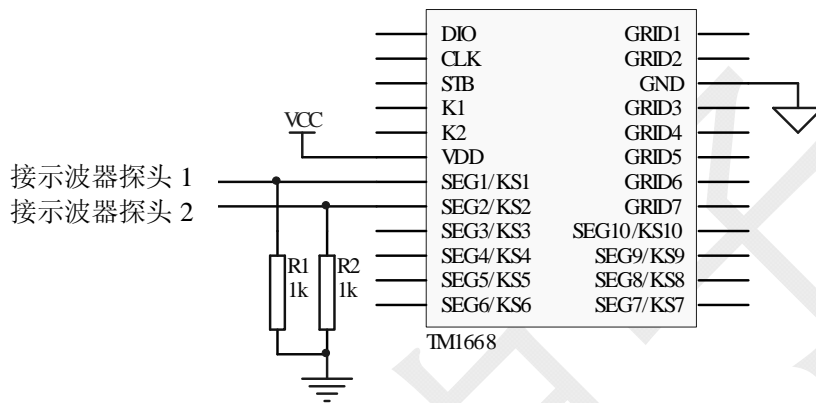 DIO
CLK
STB
K1
K2
VDD
SEG1/KS1
SEG2/KS2
SEG3/KS3
SEG4/KS4
SEG5/KS5
SEG6/KS6
GRID1
GRID2
GND
GRID3
GRID4
GRID5
GRID6
GRID7
SEG10/KS10
SEG9/KS9
SEG8/KS8
SEG7/KS7
TM1668
VCC
接示波器探头 1
接示波器探头 2
R1
1k
R2
1k